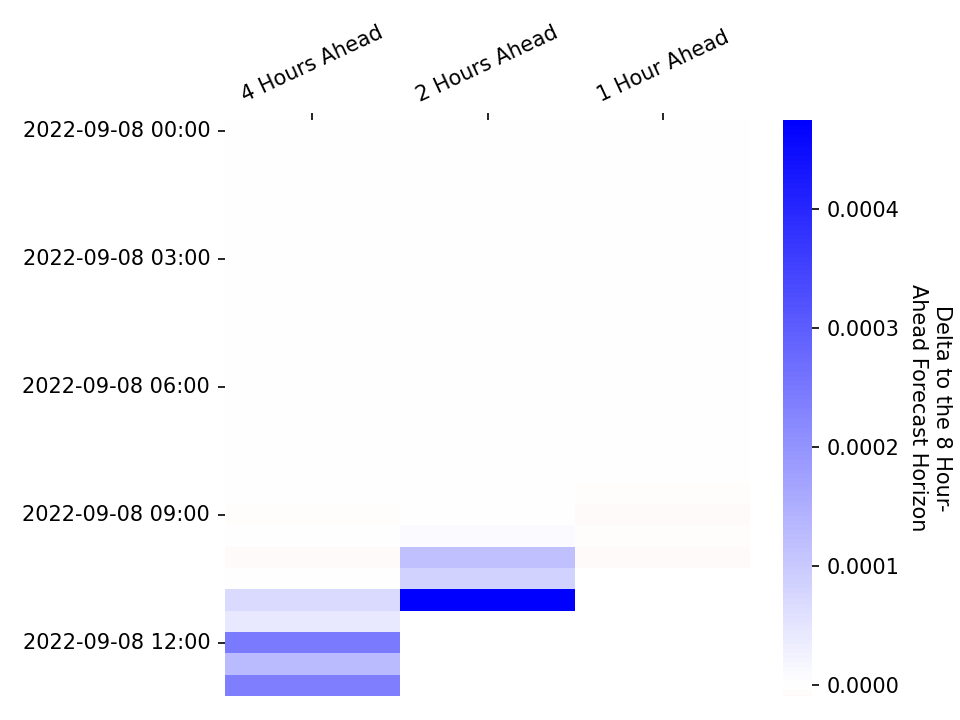 4 Hours Ahead
2 Hours Ahead
1 Hour Ahead
2022-09-08 00:00
2022-09-08 03:00
2022-09-08 06:00
2022-09-08 09:00
2022-09-08 12:00
0.0004
0.0003
0.0002
0.0001
0.0000
Delta to the 8 Hour-
Ahead Forecast Horizon